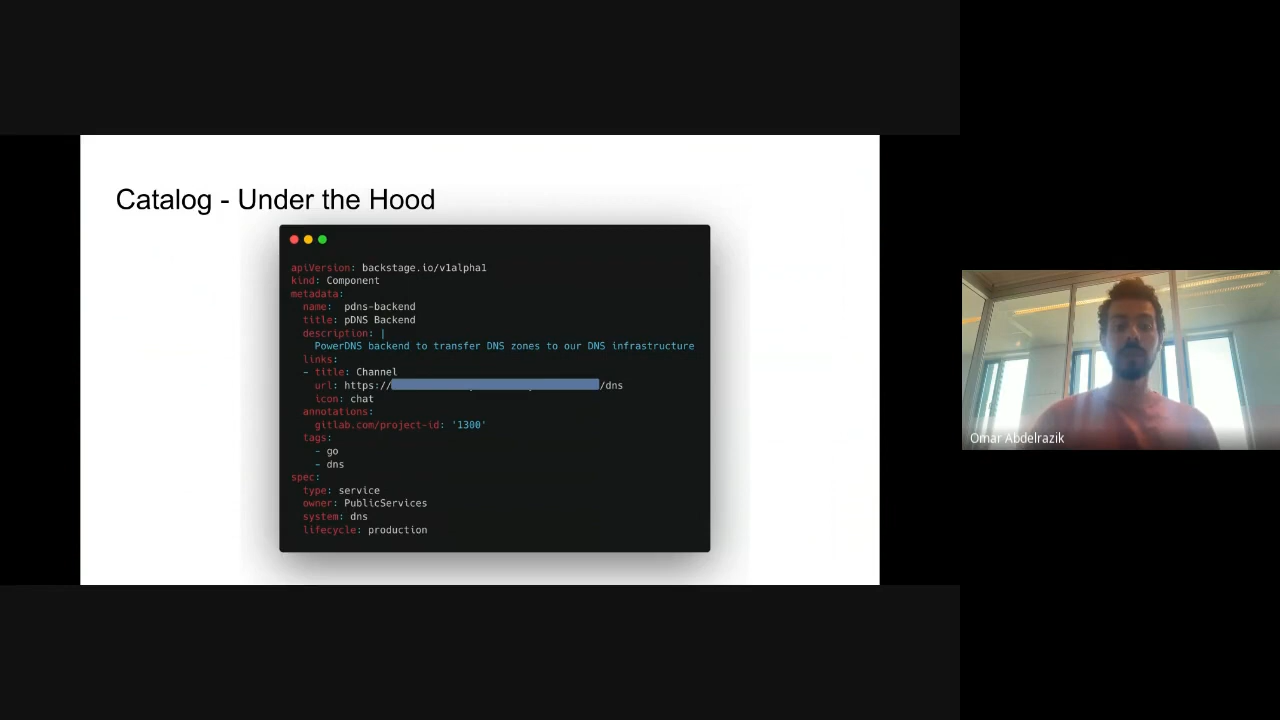 Catalog - Under the Hood
apiVersion: backstage.io/v1alpha1
kind: Component
metadata:
  name:  pdns-backend
  title: pDNS Backend
  description: |
    PowerDNS backend to transfer DNS zones to our DNS infrastructure
  links:
  - title: Channel
    url: https:///dns
    icon: chat
  annotations:
    gitlab.com/project-id: '1300'
  tags:
    - go
    - dns
spec:
  type: service
  owner: PublicServices
  system: dns
  lifecycle: production
Omar Abdelrazik